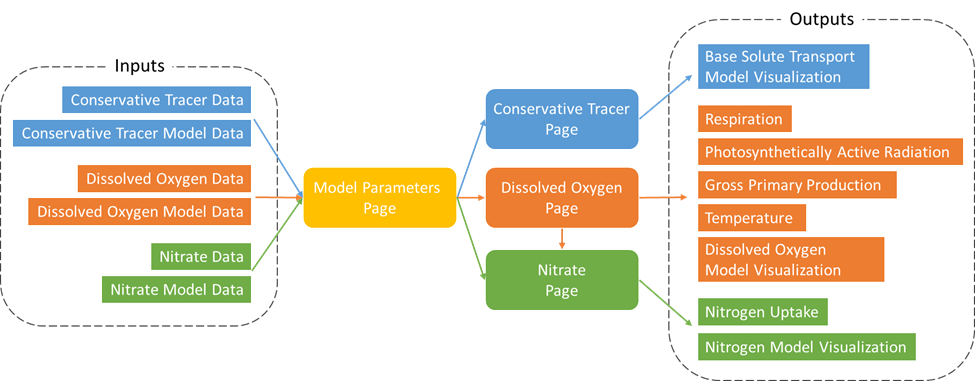 Inputs
Conservative Tracer Data
Conservative Tracer Model Data
Dissolved Oxygen Data
Dissolved Oxygen Model Data
Nitrate Data
Nitrate Model Data
Model Parameters
Page
Conservative Tracer
Page
Dissolved Oxygen
Page
Nitrate
Page
Outputs
Base Solute Transport
Model Visualization
Respiration
Photosynthetically Active Radiation
Gross Primary Production
Temperature
Dissolved Oxygen
Model Visualization
Nitrogen Uptake
Nitrogen Model Visualization